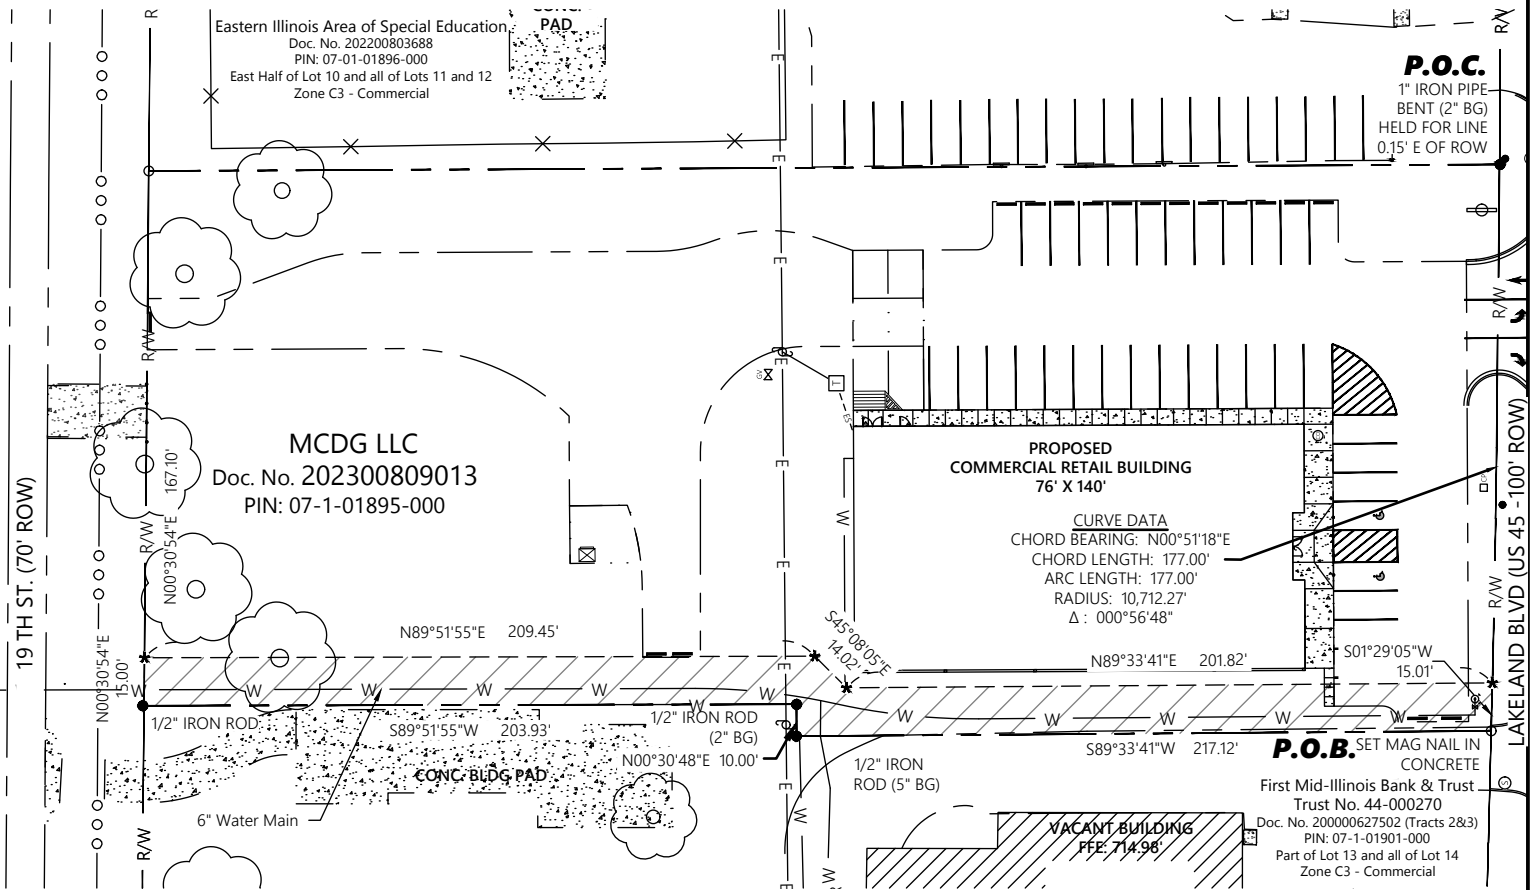 CONC.
PAD
Eastern Illinois Area of Special Education
Doc. No. 202200803688
PIN: 07-01-01896-000
East Half of Lot 10 and all of Lots 11 and 12
Zone C3 - Commercial
P.O.C.
1" IRON PIPE
BENT (2" BG)
HELD FOR LINE
0.15' E OF ROW
R/W
R/W
R/W
R/W
R/W
R/W
R/W
E
E
E
E
E
E
E
E
GV
T
ES
MCDG LLC
Doc. No. 202300809013
PIN: 07-1-01895-000
PROPOSED
COMMERCIAL RETAIL BUILDING
76' X 140'
CURVE DATA
CHORD BEARING: N00°51'18"E
CHORD LENGTH: 177.00'
ARC LENGTH: 177.00'
RADIUS: 10,712.27'
Δ : 000°56'48"
19 TH ST. (70' ROW)
LAKELAND BLVD (US 45 - 100' ROW)
N00°30'54"E 167.10'
N00°30'54"E
15.00'
N89°51'55"E 209.45'
S45°08'05"E
14.02'
N89°33'41"E 201.82'
S01°29'05"W
15.01'
W
W
W
W
W
W
W
W
W
W
W
W
W
W
1/2" IRON ROD
S89°51'55"W 203.93'
1/2" IRON ROD
(2" BG)
N00°30'48"E 10.00'
1/2" IRON
ROD (5" BG)
S89°33'41"W 217.12'
P.O.B.
SET MAG NAIL IN
CONCRETE
CONC. BLDG PAD
6" Water Main
VACANT BUILDING
FFE: 714.98'
First Mid-Illinois Bank & Trust
Trust No. 44-000270
Doc. No. 200000627502 (Tracts 2&3)
PIN: 07-1-01901-000
Part of Lot 13 and all of Lot 14
Zone C3 - Commercial
S